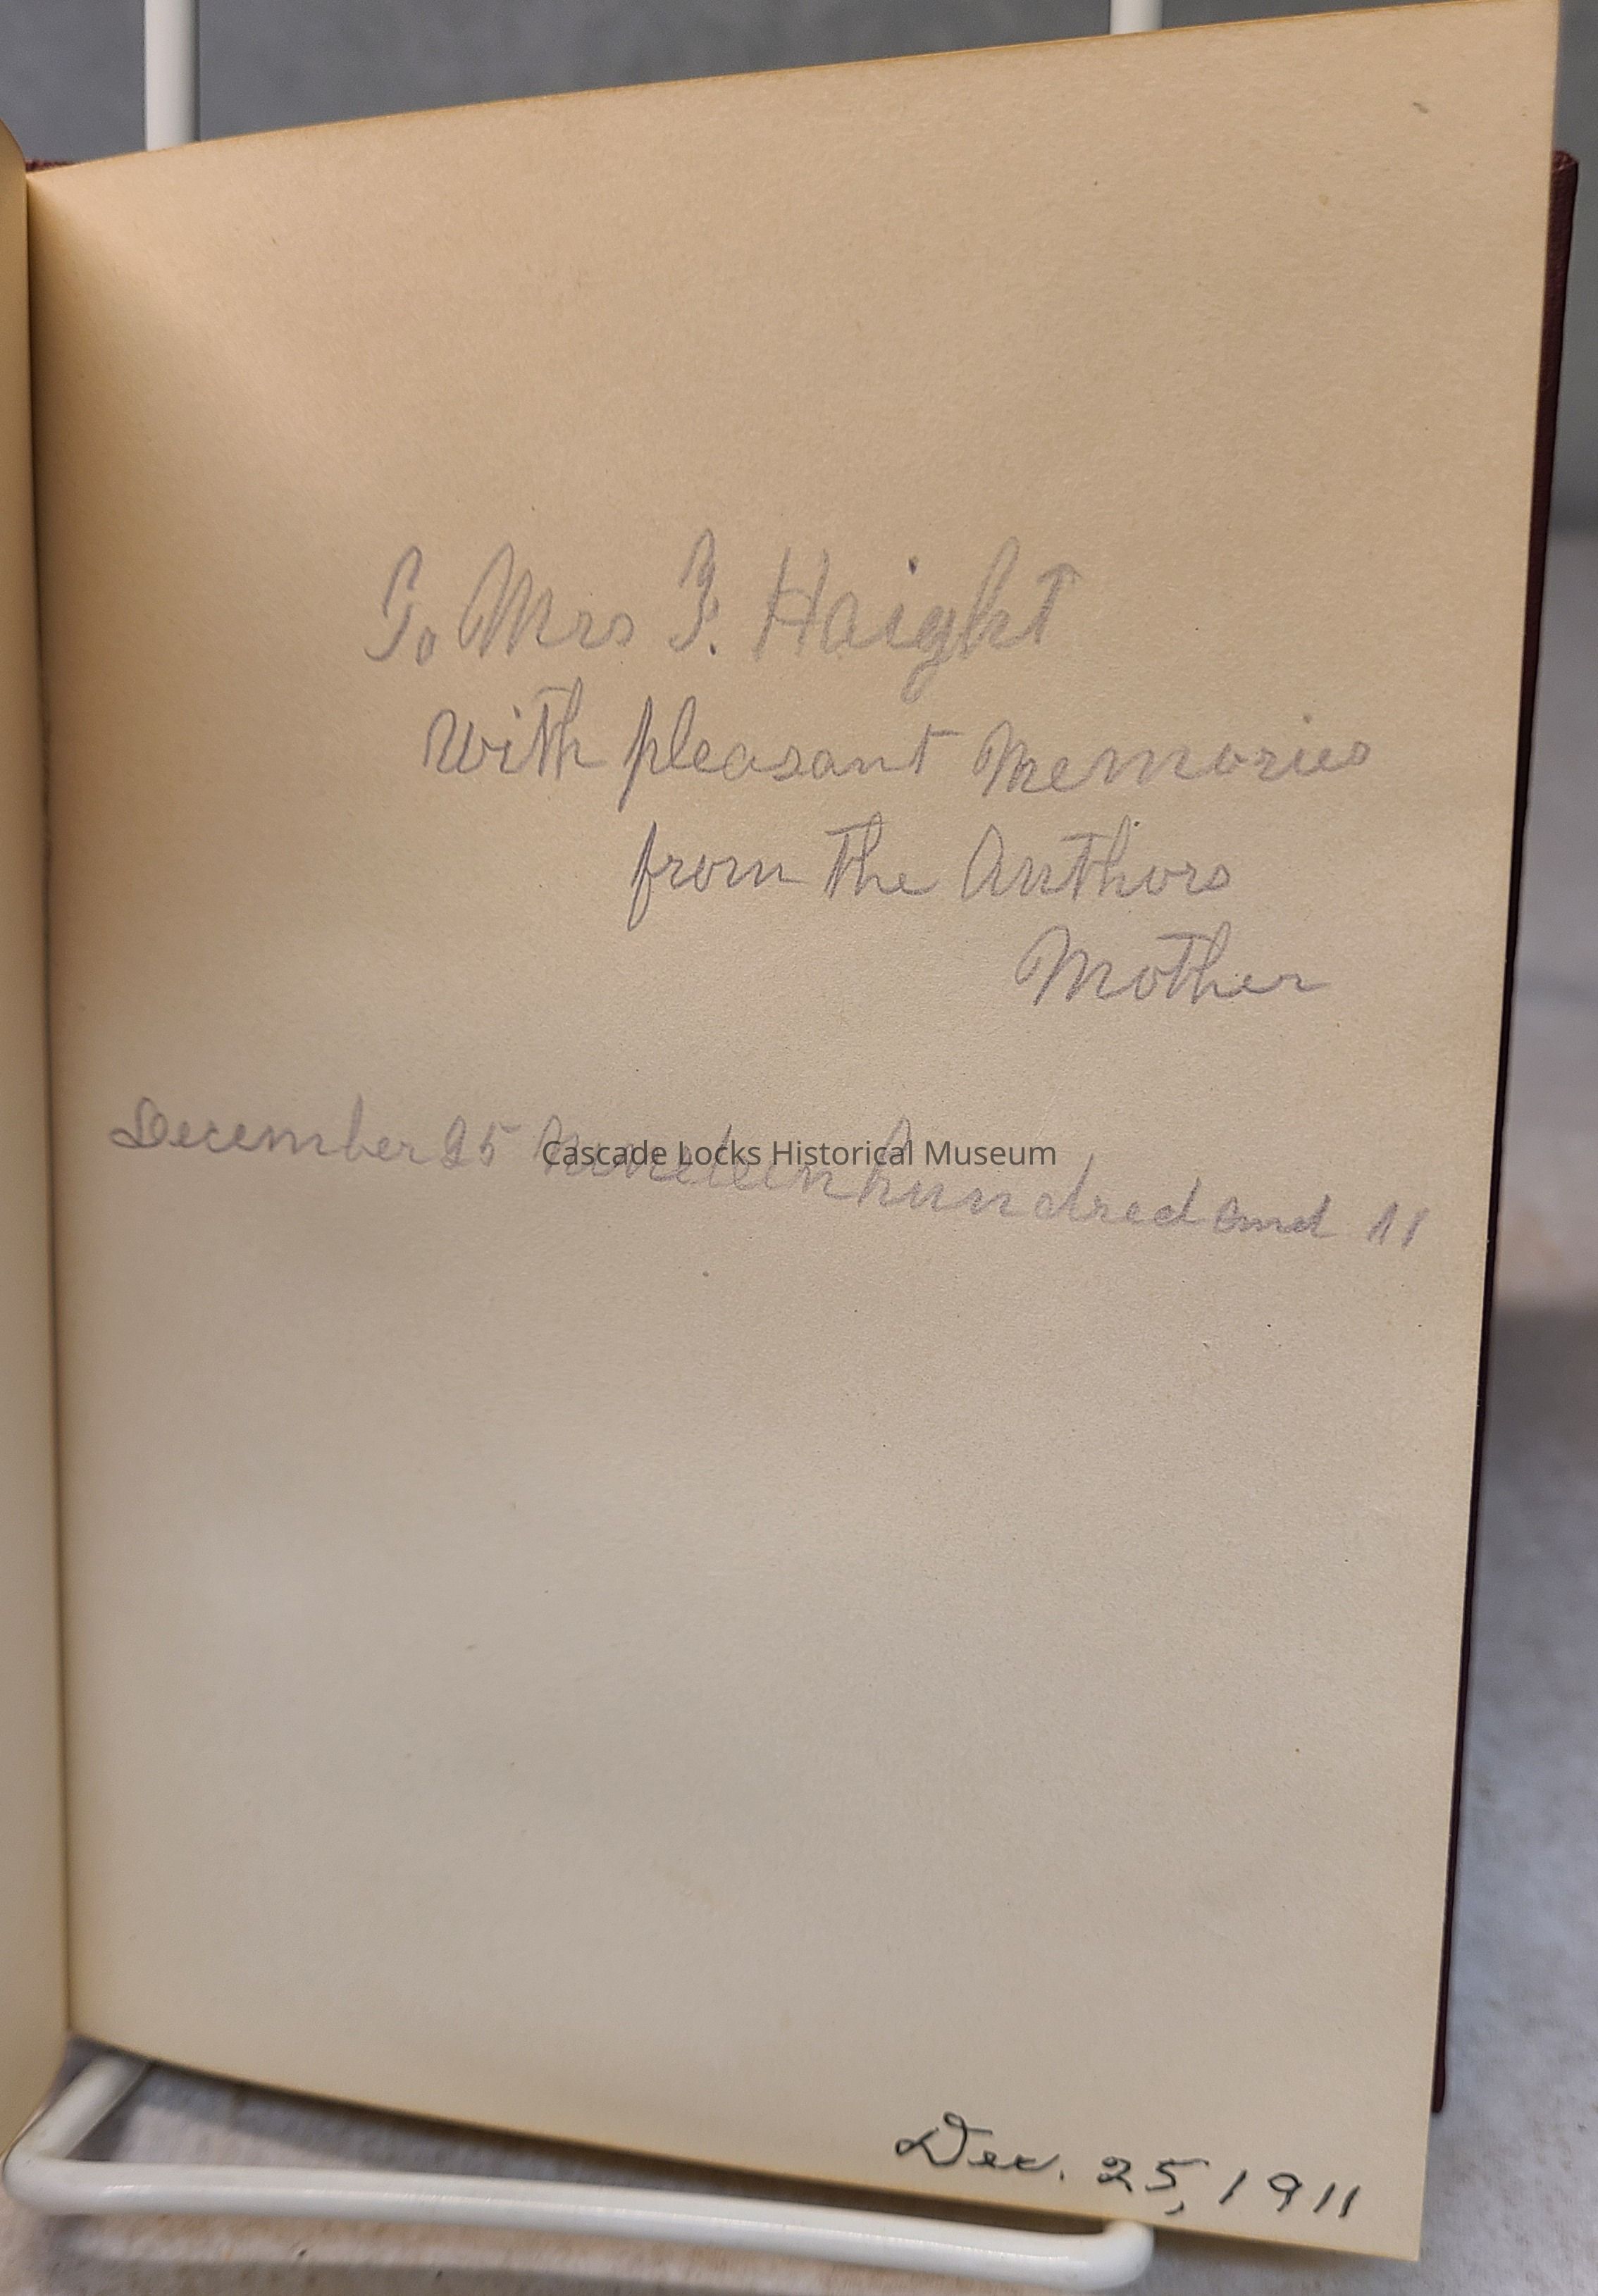 To Mrs F. Haight
With pleasant Memories
from the Authors
Mother
December 25 Nineteen hundred and 11
Cascade Locks Historical Museum
Dec. 25, 1911